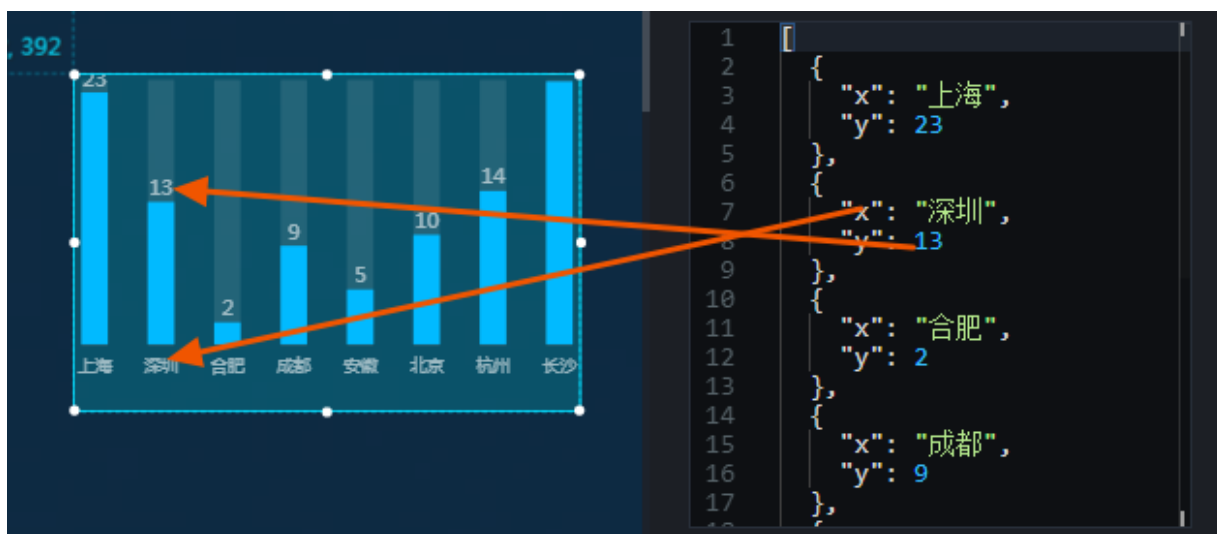 , 392
23
13
2
9
5
10
14
上海 深圳 合肥 成都 安徽 北京 杭州 长沙
1 [
2 {
3 "x": "上海",
4 "y": 23
5 },
6 {
7 "x": "深圳",
8 "y": 13
9 },
10 {
11 "x": "合肥",
12 "y": 2
13 },
14 {
15 "x": "成都",
16 "y": 9
17 },